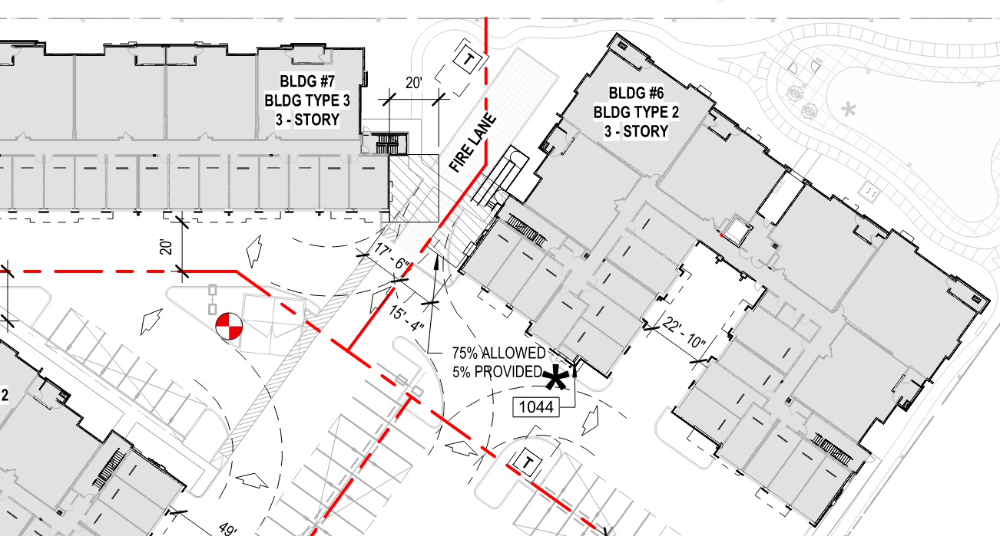 T
BLDG #7
BLDG TYPE 3
3 - STORY
20'
BLDG #6
BLDG TYPE 2
3 - STORY
FIRE LANE
20'
17' - 6"
15' - 4"
22' - 10"
75% ALLOWED
5% PROVIDED
2
1044
T
49'